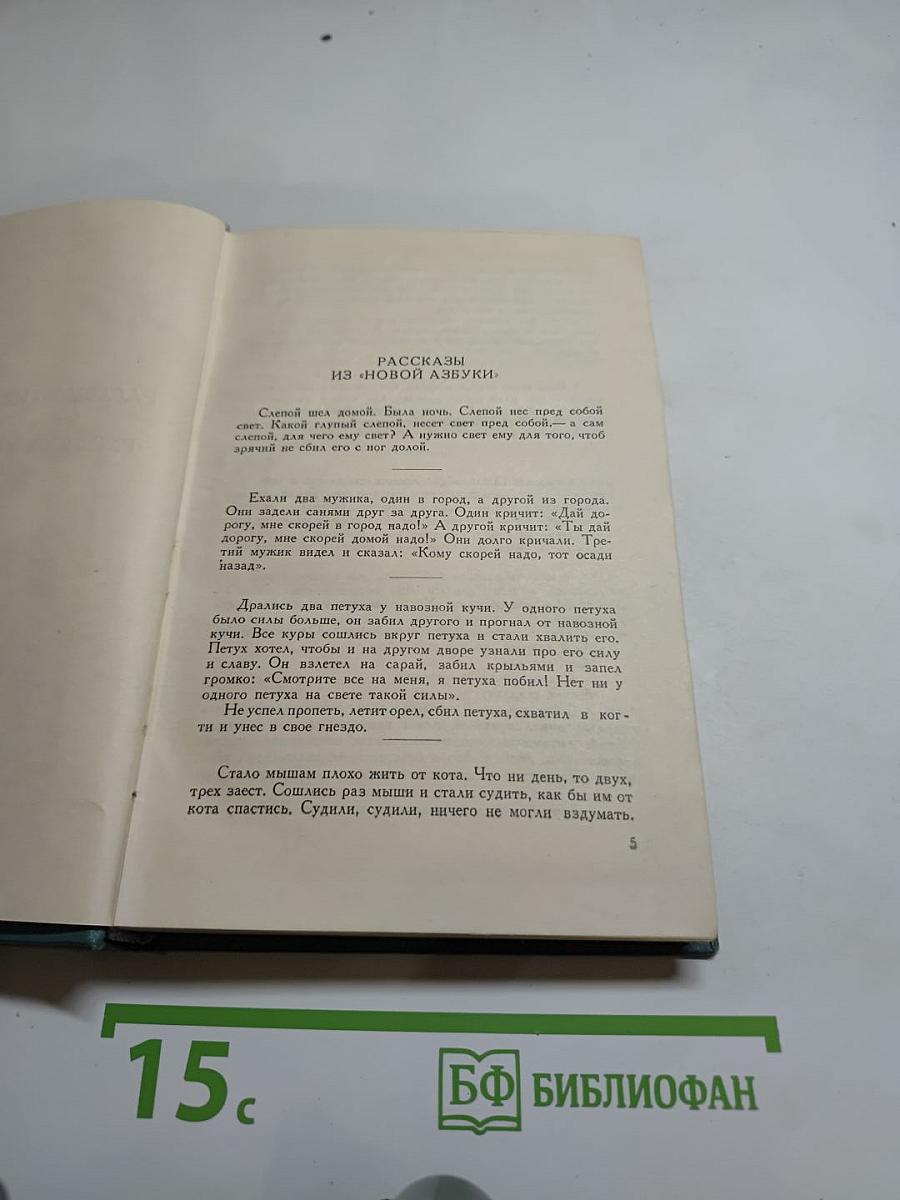 РАССКАЗЫ
ИЗ «НОВОЙ АЗБУКИ»
Слепой шел домой. Была ночь. Слепой нес пред собой
свет. Какой глупый слепой, несет свет пред собой,— а сам
слепой, для чего ему свет? А нужно свет ему для того, чтоб
зрячий не сбил его с ног долой.
Ехали два мужика, один в город, а другой из города.
Они задели санями друг за друга. Один кричит: «Дай до-
рогу, мне скорей в город надо!» А другой кричит: «Ты дай
дорогу, мне скорей домой надо!» Они долго кричали. Тре-
тий мужик видел и сказал: «Кому скорей надо, тот осади
назад».
Дрались два петуха у навозной кучи. У одного петуха
было силы больше, он забил другого и прогнал от навозной
кучи. Все куры сошлись вкруг петуха и стали хвалить его.
Петух хотел, чтобы и на другом дворе узнали про его силу
и славу. Он взлетел на сарай, забил крыльями и запел
громко: «Смотрите все на меня, я петуха побил! Нет ни у
одного петуха на свете такой силы».
Не успел пропеть, летит орел, сбил петуха, схватил в ког-
ти и унес в свое гнездо.
Стало мышам плохо жить от кота. Что ни день, то двух,
трех заест. Сошлись раз мыши и стали судить, как бы им от
кота спастись. Судили, судили, ничего не могли вздумать.
5
15 с
БФ БИБЛИОФАН